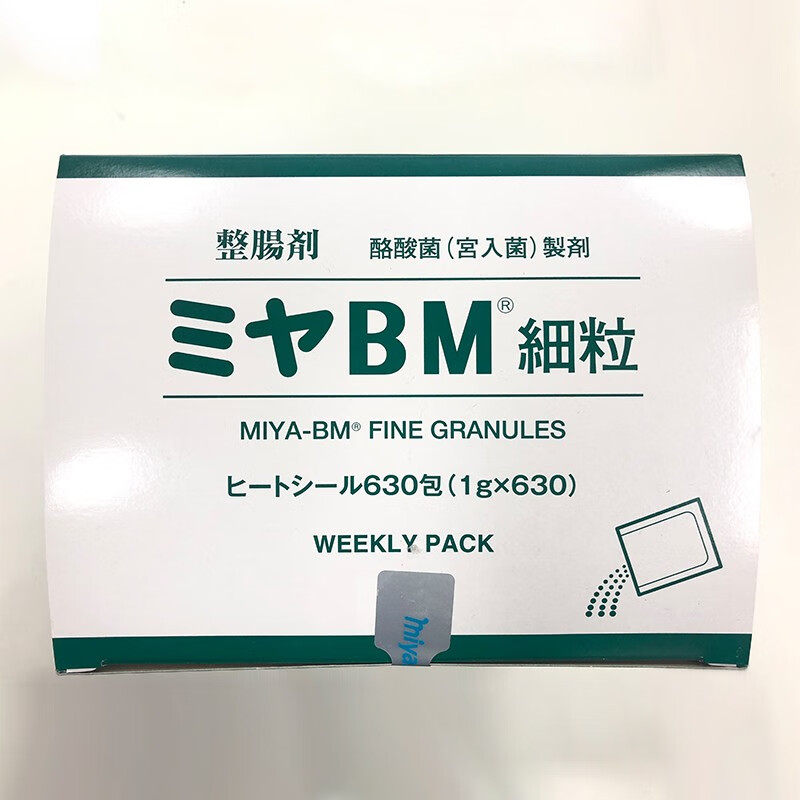 整腸剤 酪酸菌(宮入菌)製剤
ミヤBM® 細粒
MIYA-BM® FINE GRANULES
ヒートシール630包(1g×630)
WEEKLY PACK
miya